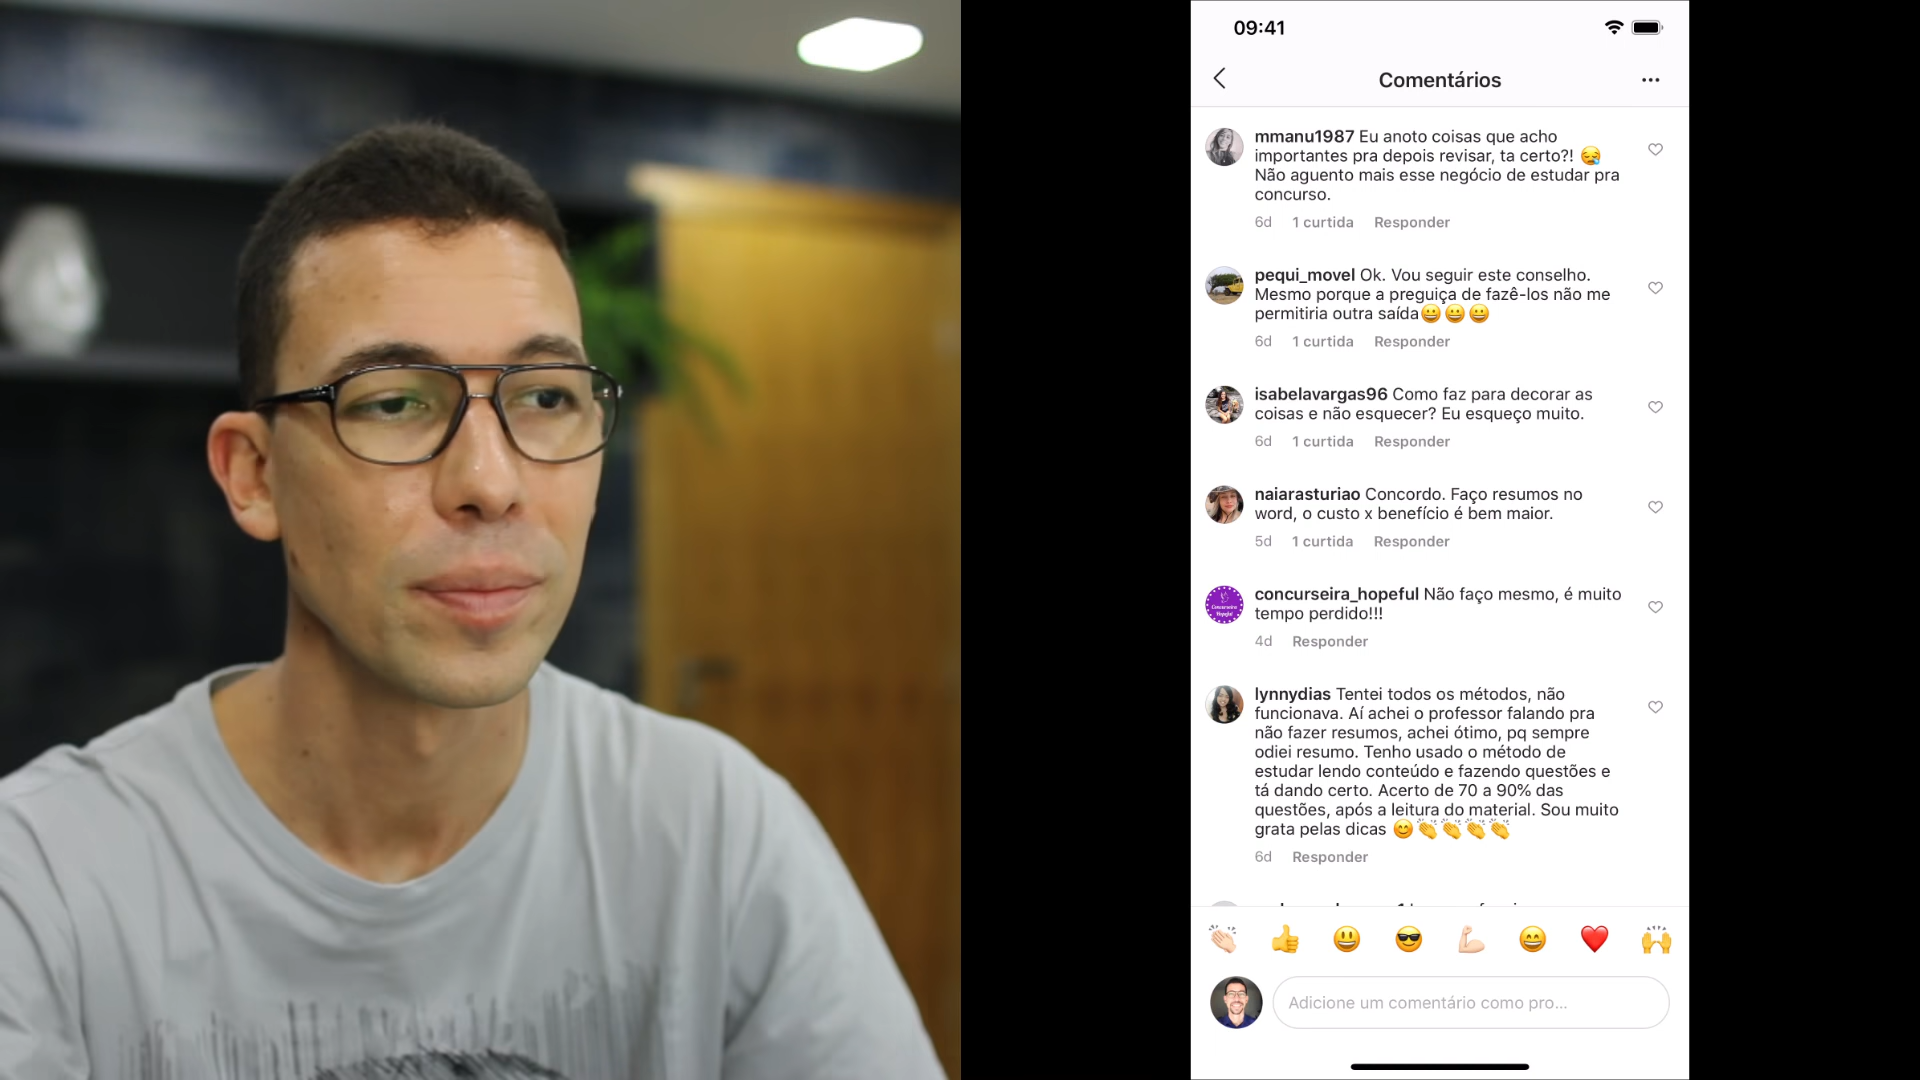 09:41
Comentários
mmanu1987 Eu anoto coisas que acho
importantes pra depois revisar, ta certo?! 😪
Não aguento mais esse negócio de estudar pra
concurso.
6d 1 curtida Responder
pequi_movel Ok. Vou seguir este conselho.
Mesmo porque a preguiça de fazê-los não me
permitiria outra saída😀😀😀
6d 1 curtida Responder
isabelavargas96 Como faz para decorar as
coisas e não esquecer? Eu esqueço muito.
6d 1 curtida Responder
naiarasturiao Concordo. Faço resumos no
word, o custo x benefício é bem maior.
5d 1 curtida Responder
Concurseira
Hopeful
concurseira_hopeful Não faço mesmo, é muito
tempo perdido!!!
4d Responder
lynnydias Tentei todos os métodos, não
funcionava. Aí achei o professor falando pra
não fazer resumos, achei ótimo, pq sempre
odiei resumo. Tenho usado o método de
estudar lendo conteúdo e fazendo questões e
tá dando certo. Acerto de 70 a 90% das
questões, após a leitura do material. Sou muito
grata pelas dicas 😊👏👏👏👏
6d Responder
👏🏻 👍 😃 😎 💪🏻 😄 ❤️ 🙌
Adicione um comentário como pro...